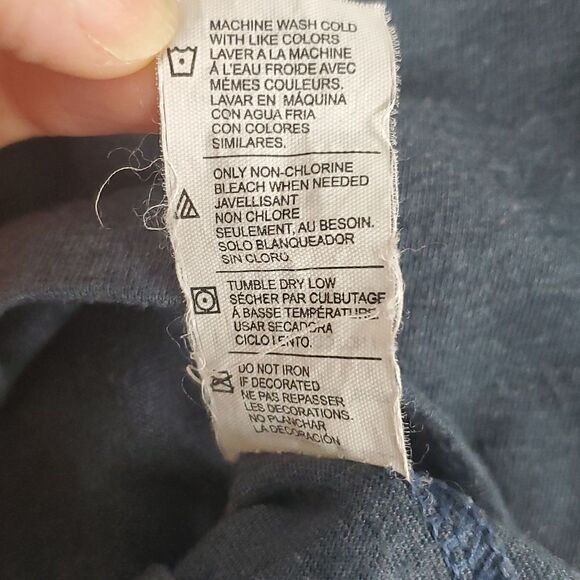 MACHINE WASH COLD
WITH LIKE COLORS
LAVER A LA MACHINE
À L'EAU FROIDE AVEC
MÊMES COULEURS.
LAVAR EN MÁQUINA
CON AGUA FRIA
CON COLORES
SIMILARES.
ONLY NON-CHLORINE
BLEACH WHEN NEEDED
JAVELLISANT
NON CHLORE
SEULEMENT, AU BESOIN.
SOLO BLANQUEADOR
SIN CLORO.
TUMBLE DRY LOW
SÉCHER PAR CULBUTAGE
À BASSE TEMPÉRATURE
USAR SECADORA
CICLO LENTO.
DO NOT IRON
IF DECORATED
NE PAS REPASSER
LES DECORATIONS.
NO PLANCHAR
LA DECORACIÓN